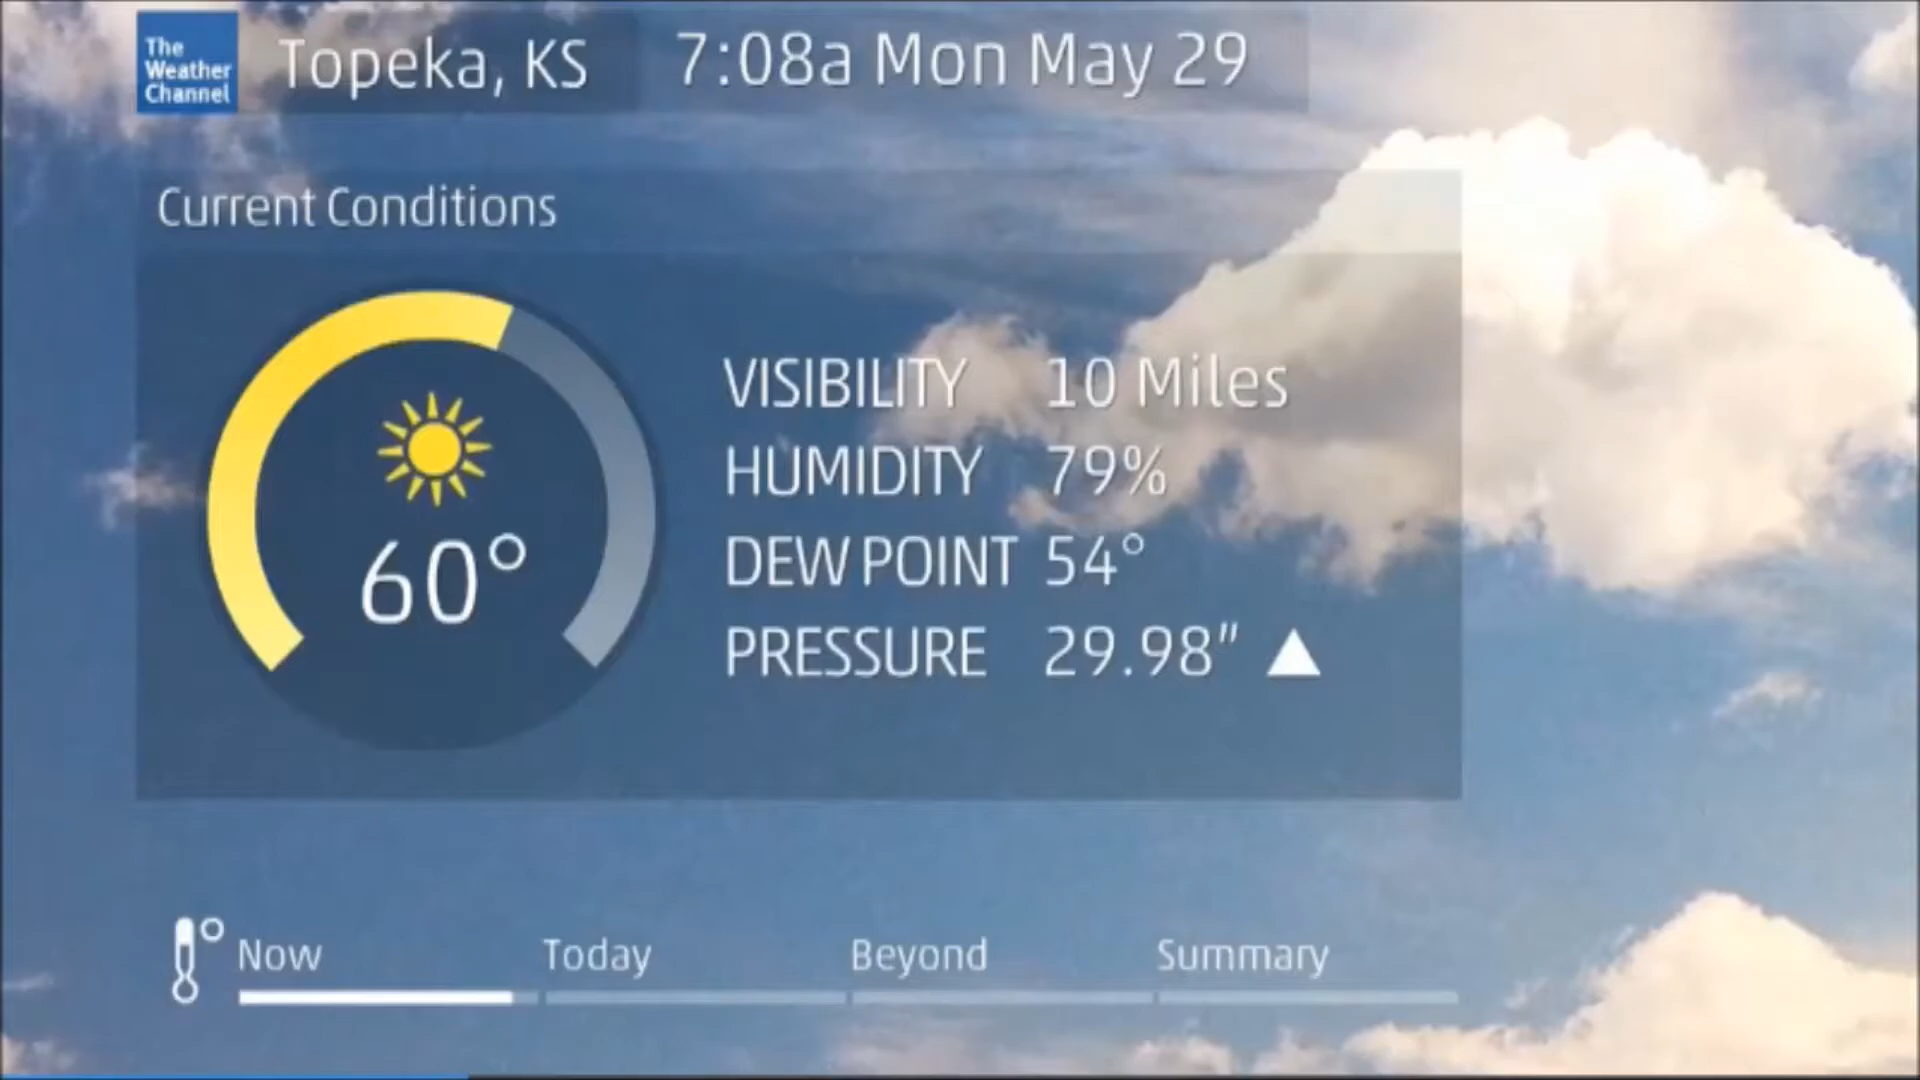 The
Weather
Channel
Topeka, KS
7:08a Mon May 29
Current Conditions
60°
VISIBILITY 10 Miles
HUMIDITY 79%
DEW POINT 54°
PRESSURE 29.98"
Now
Today
Beyond
Summary